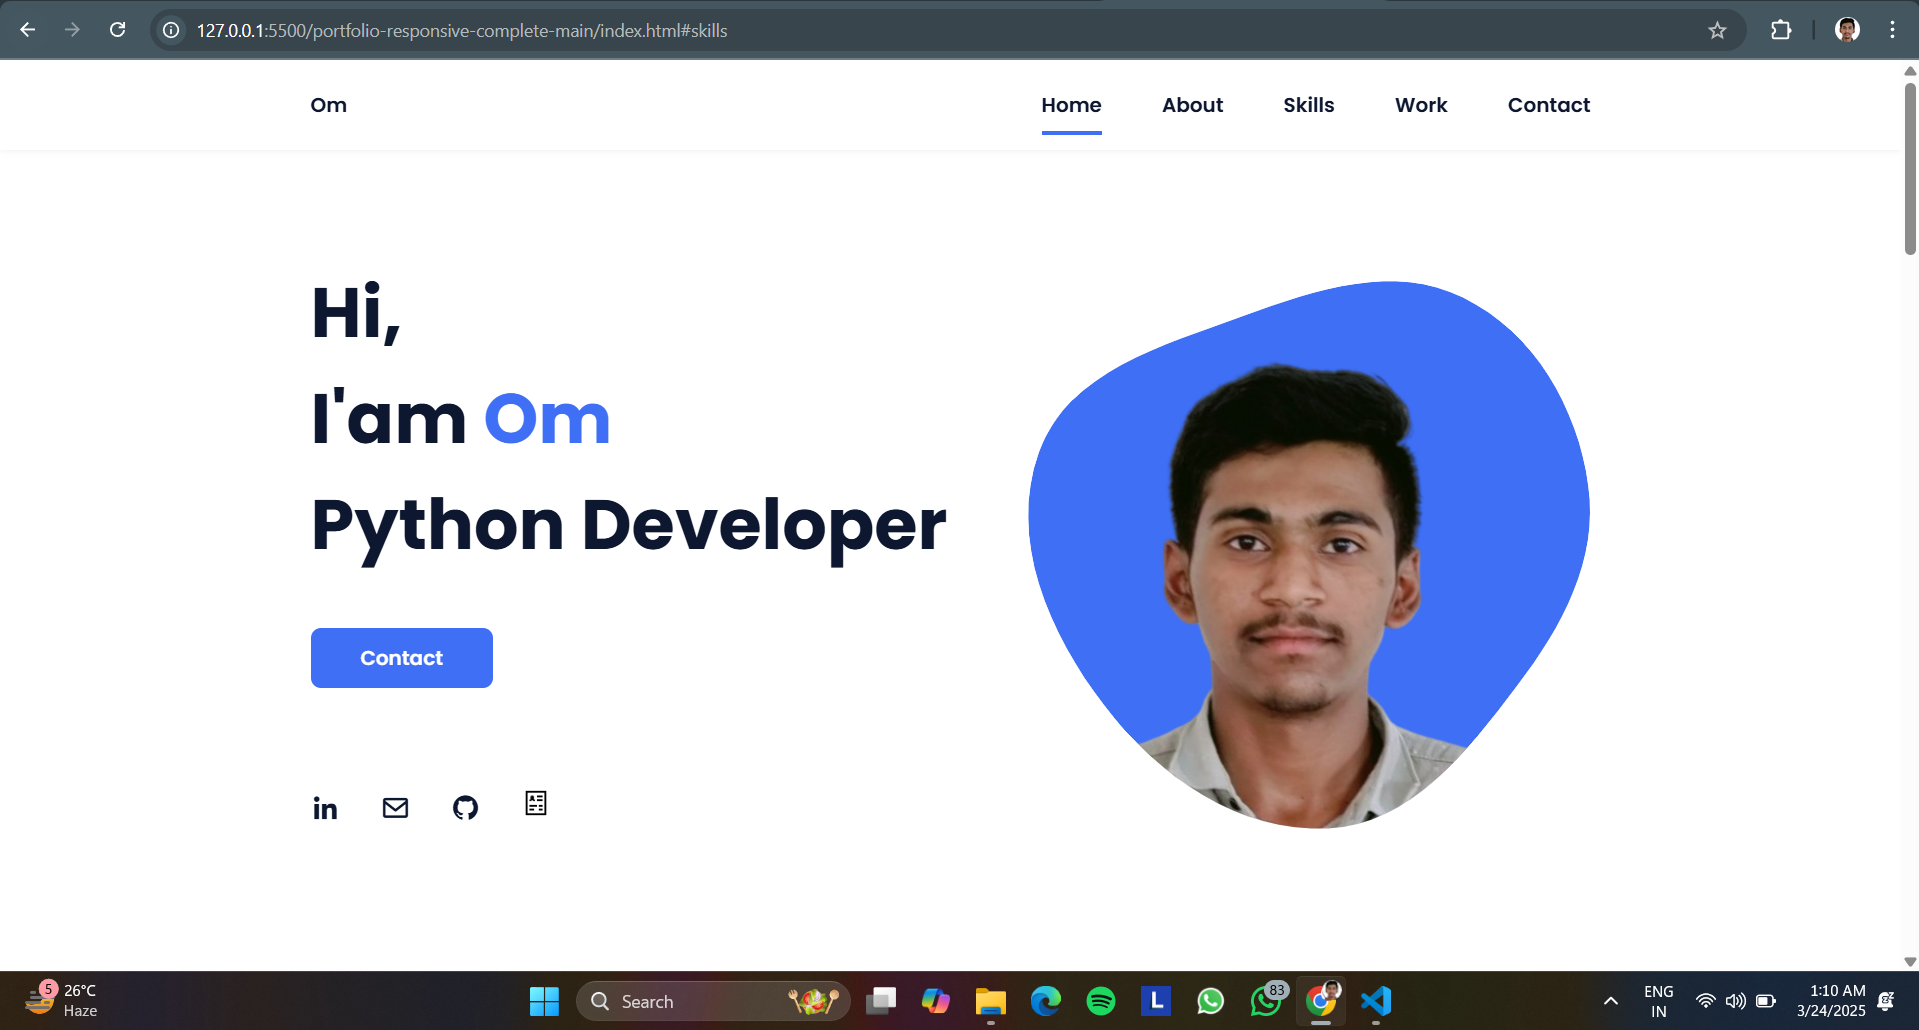 127.0.0.1:5500/portfolio-responsive-complete-main/index.html#skills
Om
Home
About
Skills
Work
Contact
Hi,
I'am Om
Python Developer
Contact
in
5
26°C
Haze
Search
L
83
ENG
IN
1:10 AM
3/24/2025